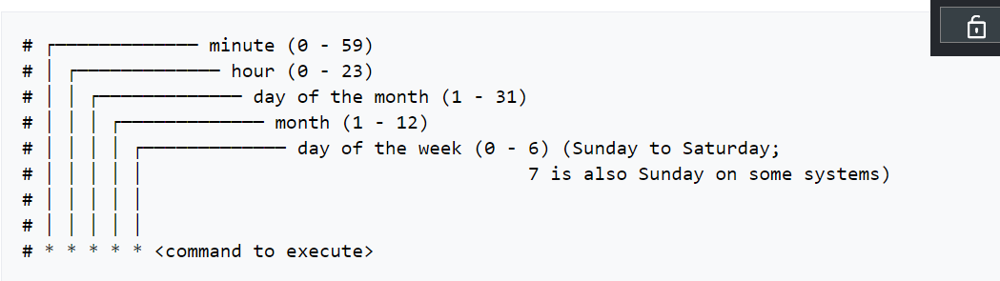 # ┌───────────── minute (0 - 59)
# │ ┌───────────── hour (0 - 23)
# │ │ ┌───────────── day of the month (1 - 31)
# │ │ │ ┌───────────── month (1 - 12)
# │ │ │ │ ┌───────────── day of the week (0 - 6) (Sunday to Saturday;
# │ │ │ │ │                                   7 is also Sunday on some systems)
# │ │ │ │ │
# │ │ │ │ │
# * * * * * <command to execute>